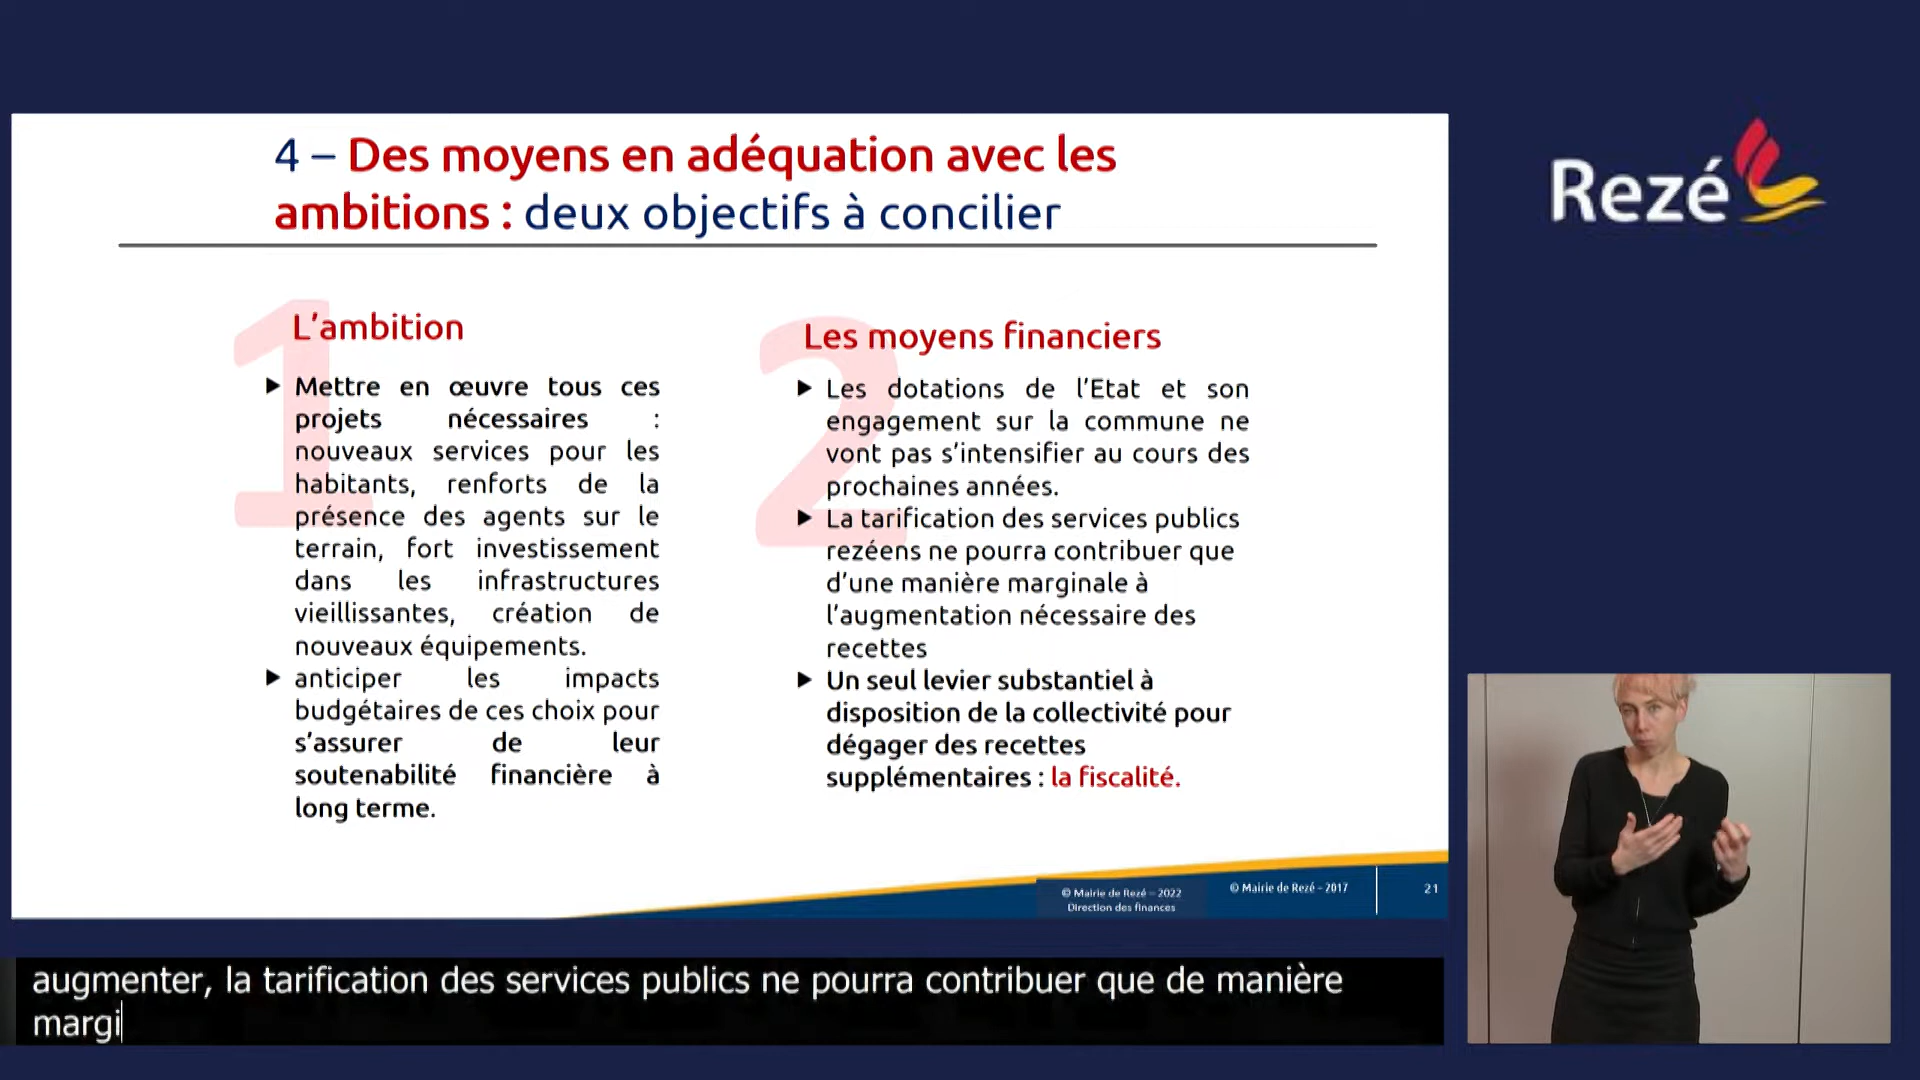 4 – Des moyens en adéquation avec les
ambitions : deux objectifs à concilier
Rezé
1
L’ambition
Mettre en œuvre tous ces
projets nécessaires :
nouveaux services pour les
habitants, renforts de la
présence des agents sur le
terrain, fort investissement
dans les infrastructures
vieillissantes, création de
nouveaux équipements.
anticiper les impacts
budgétaires de ces choix pour
s’assurer de leur
soutenabilité financière à
long terme.
2
Les moyens financiers
Les dotations de l’Etat et son
engagement sur la commune ne
vont pas s’intensifier au cours des
prochaines années.
La tarification des services publics
rezéens ne pourra contribuer que
d’une manière marginale à
l’augmentation nécessaire des
recettes
Un seul levier substantiel à
disposition de la collectivité pour
dégager des recettes
supplémentaires : la fiscalité.
© Mairie de Rezé – 2022
Direction des finances
© Mairie de Rezé – 2017
21
augmenter, la tarification des services publics ne pourra contribuer que de manière
margi